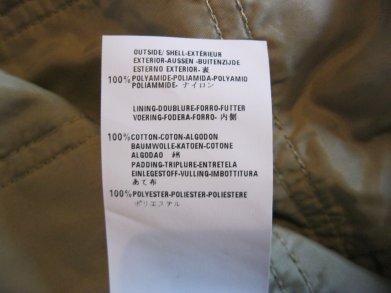 OUTSIDE/ SHELL-EXTÉRIEUR
EXTERIOR-AUSSEN -BUITENZIJDE
ESTERNO EXTERIOR-裏
100% POLYAMIDE-POLIAMIDA-POLYAMID
POLIAMMIDE- ナイロン
LINING-DOUBLURE-FORRO-FUTTER
VOERING-FODERA-FORRO- 内側
100% COTTON-COTON-ALGODON
BAUMWOLLE-KATOEN-COTONE
ALGODAO 綿
PADDING-TRIPLURE-ENTRETELA
EINLEGESTOFF-VULLING-IMBOTTITURA
あて布
100% POLYESTER-POLIESTER-POLIESTERE
ポリエステル